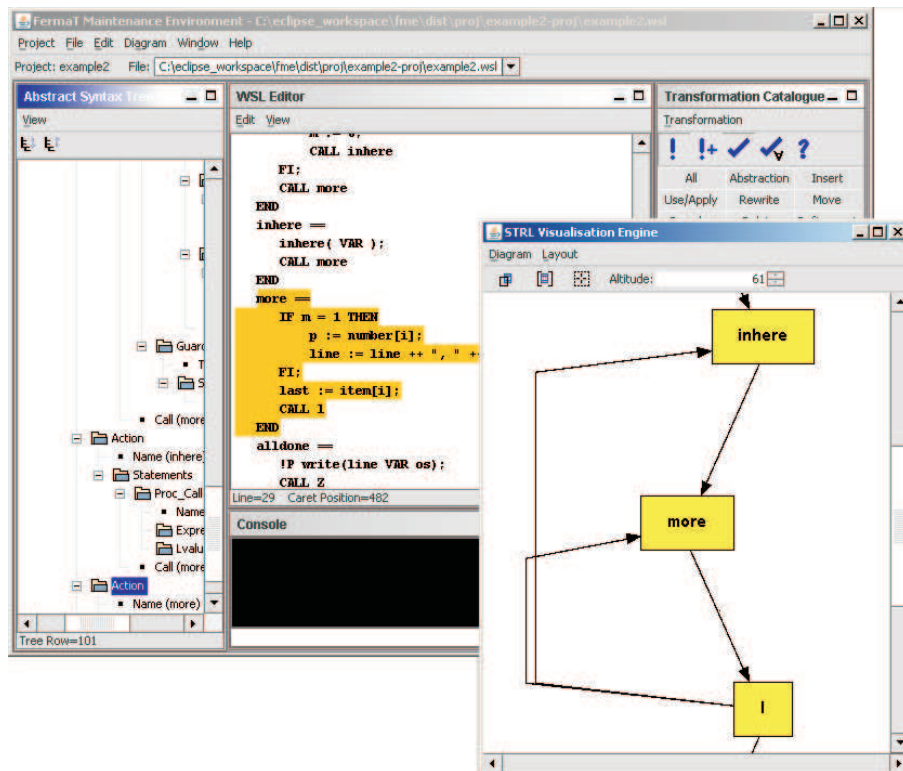 FermaT Maintenance Environment - C:\eclipse_workspace\fme\dist\proj\example2-proj\example2.wsl
Project File Edit Diagram Window Help
Project: example2 File: C:\eclipse_workspace\fme\dist\proj\example2-proj\example2.wsl
Abstract Syntax Tree
View
Guar
T
S
Call (more
Action
Name (inhere)
Statements
Proc_Call
Name
Expre
Lvalu
Call (more
Action
Name (more)
Tree Row=101
WSL Editor
Edit View
CALL inhere
FI;
CALL more
END
inhere ==
inhere( VAR );
CALL more
END
more ==
IF m = 1 THEN
p := number[i];
line := line ++ ", " ++
FI;
last := item[i];
CALL l
END
alldone ==
!P write(line VAR os);
CALL Z
Line=29 Caret Position=482
Console
Transformation Catalogue
Transformation
All Abstraction Insert
Use/Apply Rewrite Move
STRL Visualisation Engine
Diagram Layout
Altitude: 61
inhere
more
l